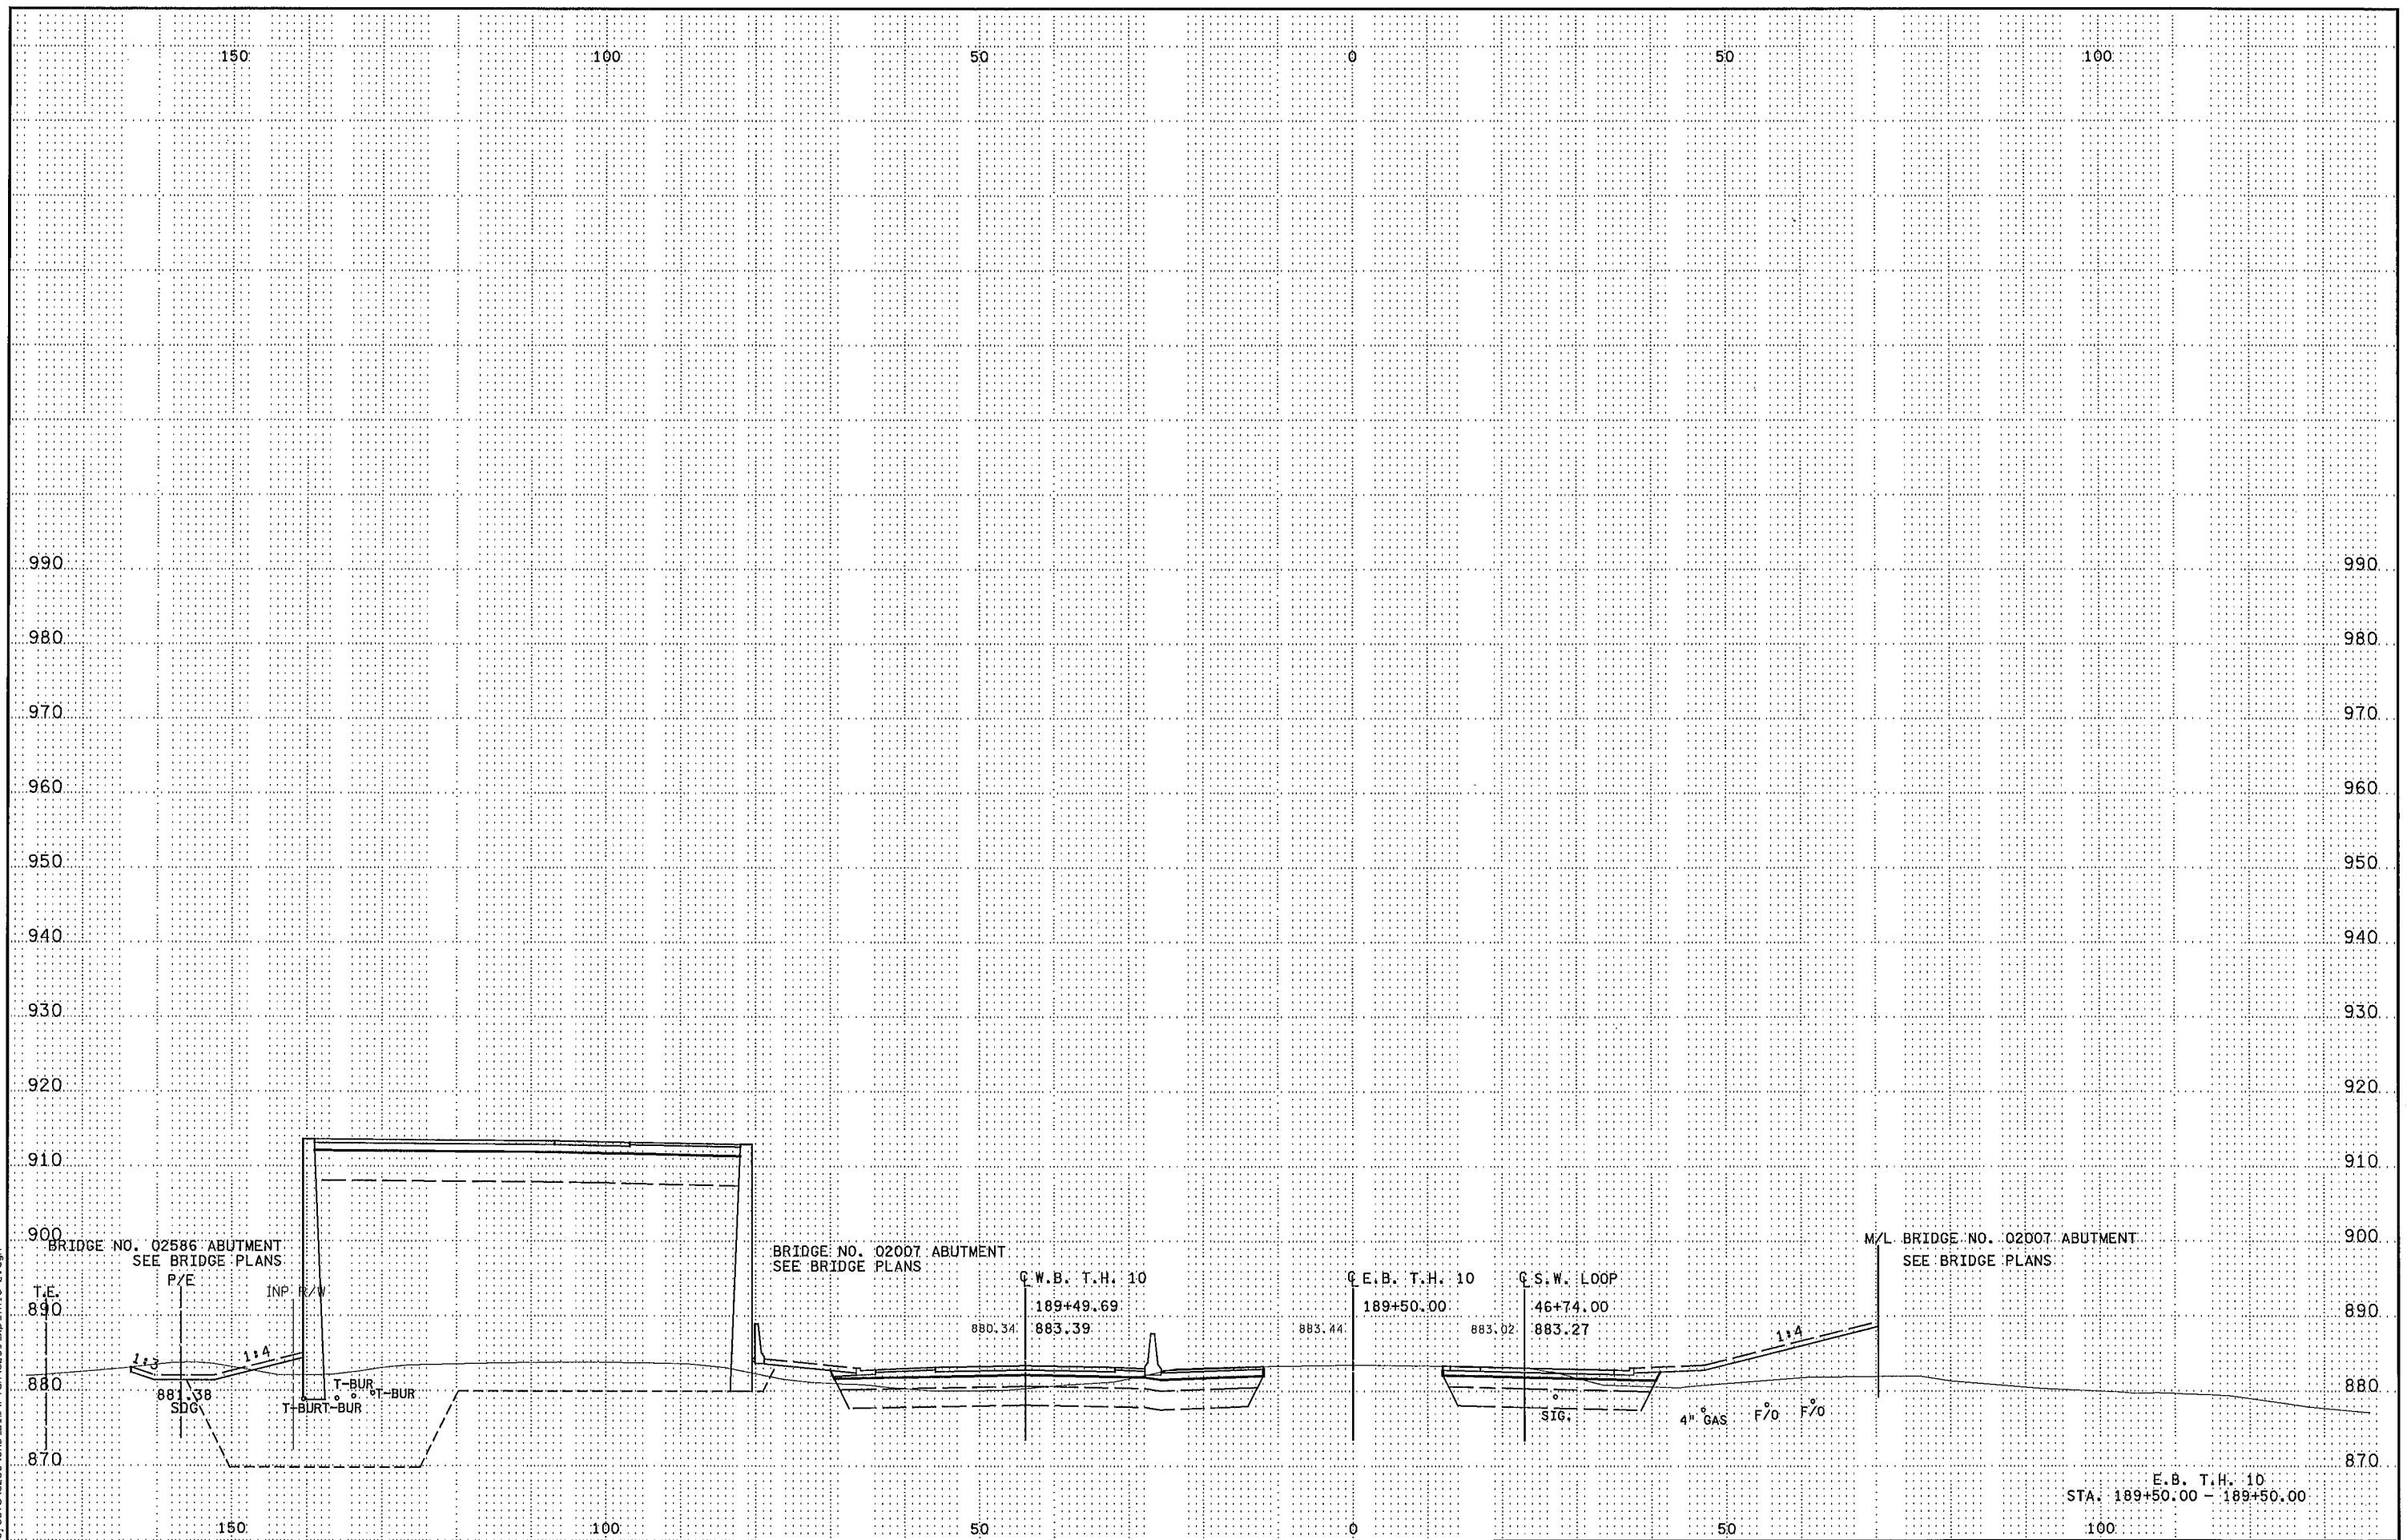 150 100 50 0 50 100
990 990
980 980
970 970
960 960
950 950
940 940
930 930
920 920
910 910
900 900
BRIDGE NO. 02586 ABUTMENT
SEE BRIDGE PLANS
BRIDGE NO. 02007 ABUTMENT
SEE BRIDGE PLANS
M/L BRIDGE NO. 02007 ABUTMENT
SEE BRIDGE PLANS
T.E.
P/E
INP R/W
℄ W.B. T.H. 10
189+49.69
880.34 883.39
℄ E.B. T.H. 10
189+50.00
883.44
℄ S.W. LOOP
46+74.00
883.02 883.27
890 890
1:3
1:4
1:4
880 880
881.38
SDG
T-BUR
T-BUR
T-BUR T-BUR
SIG.
4" GAS
F/O
F/O
870 870
E.B. T.H. 10
STA. 189+50.00 - 189+50.00
150 100 50 0 50 100